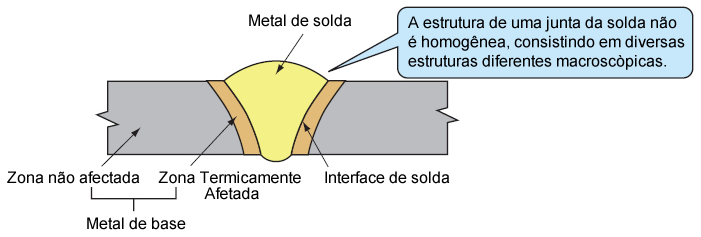 Metal de solda
A estrutura de uma junta da solda não
é homogênea, consistindo em diversas
estruturas diferentes macroscòpicas.
Zona não afectada
Zona Termicamente
Afetada
Interface de solda
Metal de base